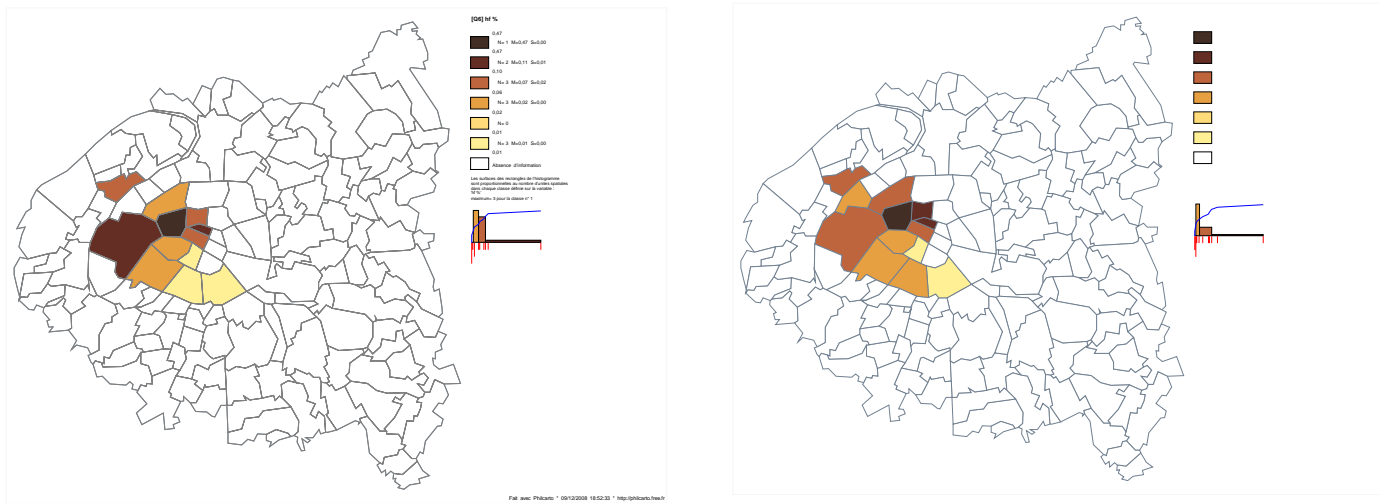 [Q6] hf %
0,47
N= 1 M=0,47 S=0,00
0,47
N= 2 M=0,11 S=0,01
0,10
N= 3 M=0,07 S=0,02
0,06
N= 3 M=0,02 S=0,00
0,02
N= 0
0,01
N= 3 M=0,01 S=0,00
0,01
Absence d'information
Les surfaces des rectangles de l'histogramme
sont proportionnelles au nombre d'unités spatiales
dans chaque classe définie sur la variable :
'hf %'
maximum= 3 pour la classe n° 1
Fait avec Philcarto * 09/12/2008 18:52:33 * http://philcarto.free.fr